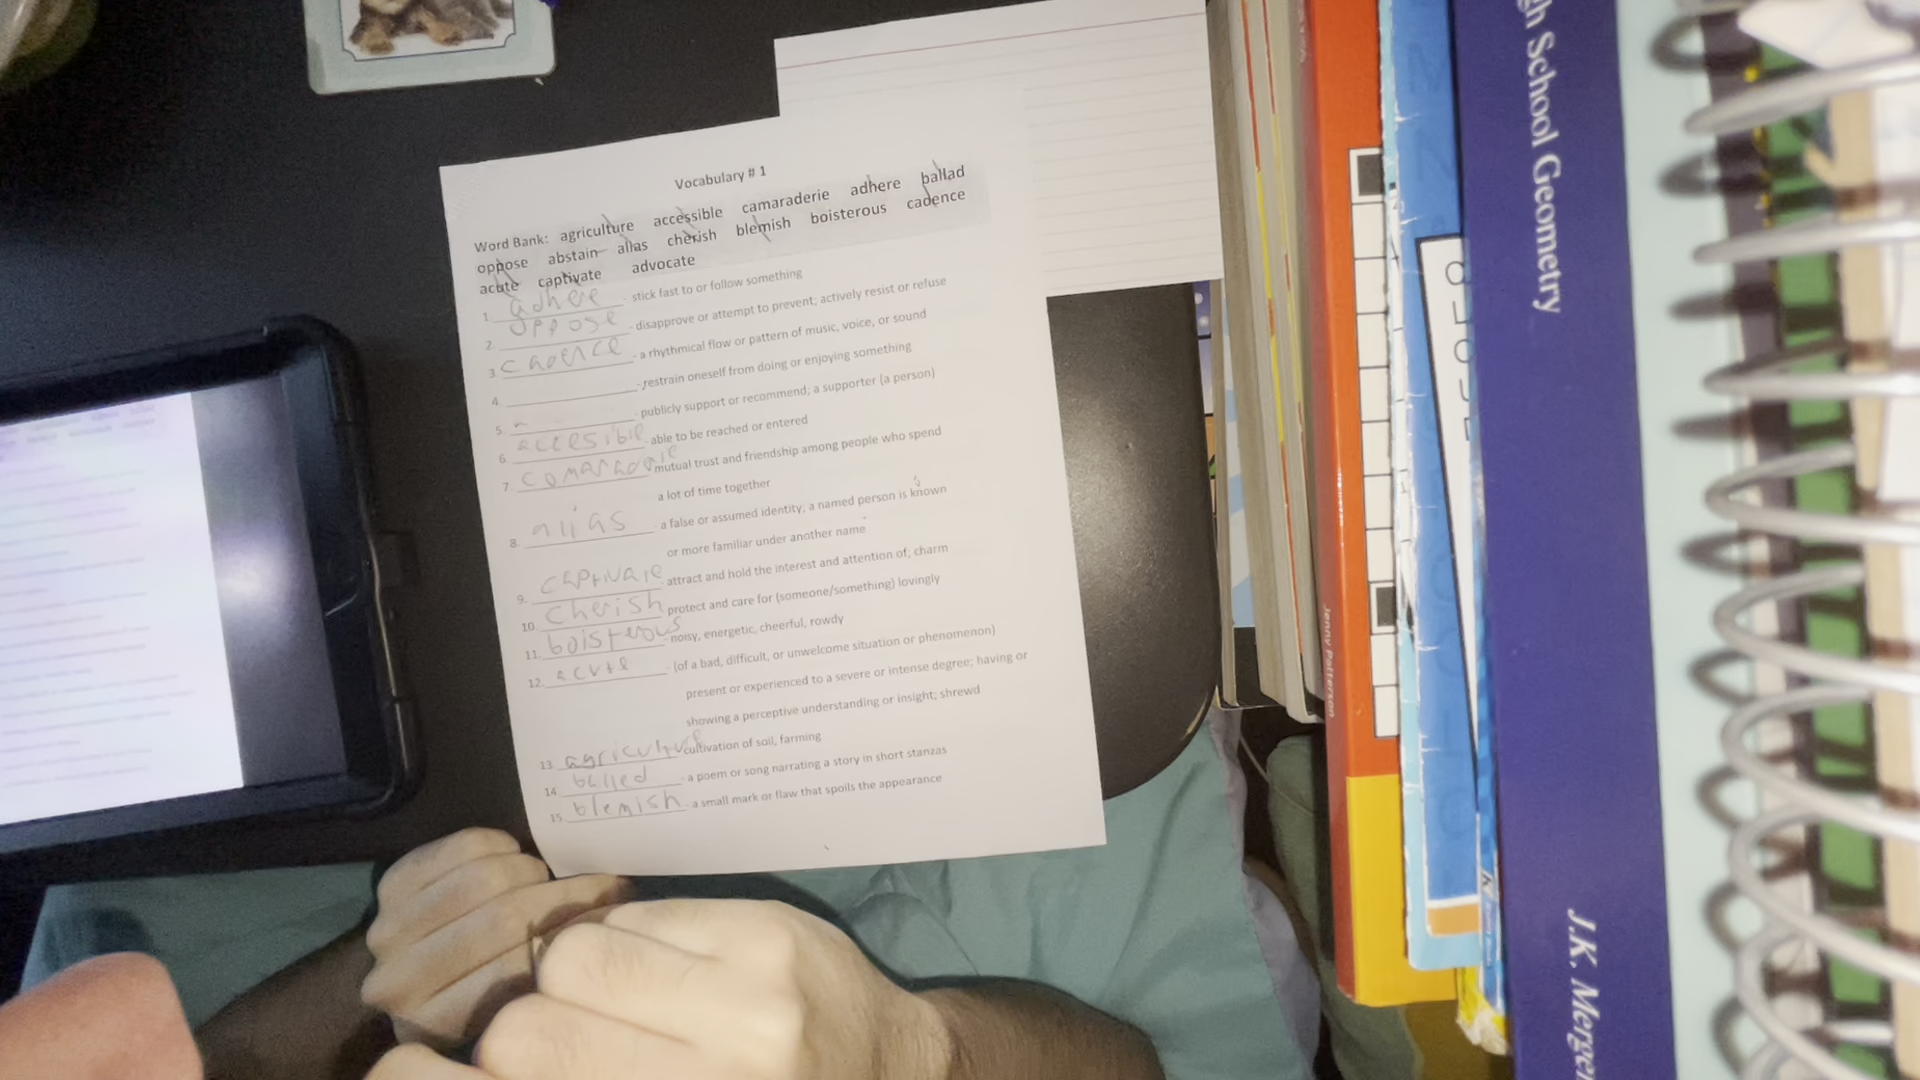 Vocabulary # 1
Word Bank: agriculture accessible camaraderie adhere ballad
oppose abstain alias cherish blemish boisterous cadence
acute captivate advocate
1. adhere - stick fast to or follow something
2. oppose - disapprove or attempt to prevent; actively resist or refuse
3. cadence - a rhythmical flow or pattern of music, voice, or sound
4. - restrain oneself from doing or enjoying something
5. - publicly support or recommend; a supporter (a person)
6. accesible able to be reached or entered
7. mutual trust and friendship among people who spend
a lot of time together
8. alias - a false or assumed identity; a named person is known
or more familiar under another name
9. captivate - attract and hold the interest and attention of; charm
10. cherish protect and care for (someone/something) lovingly
11. boisterous - noisy, energetic, cheerful, rowdy
12. acute - (of a bad, difficult, or unwelcome situation or phenomenon)
present or experienced to a severe or intense degree; having or
showing a perceptive understanding or insight; shrewd
13. agriculture cultivation of soil, farming
14. balled - a poem or song narrating a story in short stanzas
15. blemish - a small mark or flaw that spoils the appearance
Jenny Patterson
gh School Geometry
J.K. Mergen